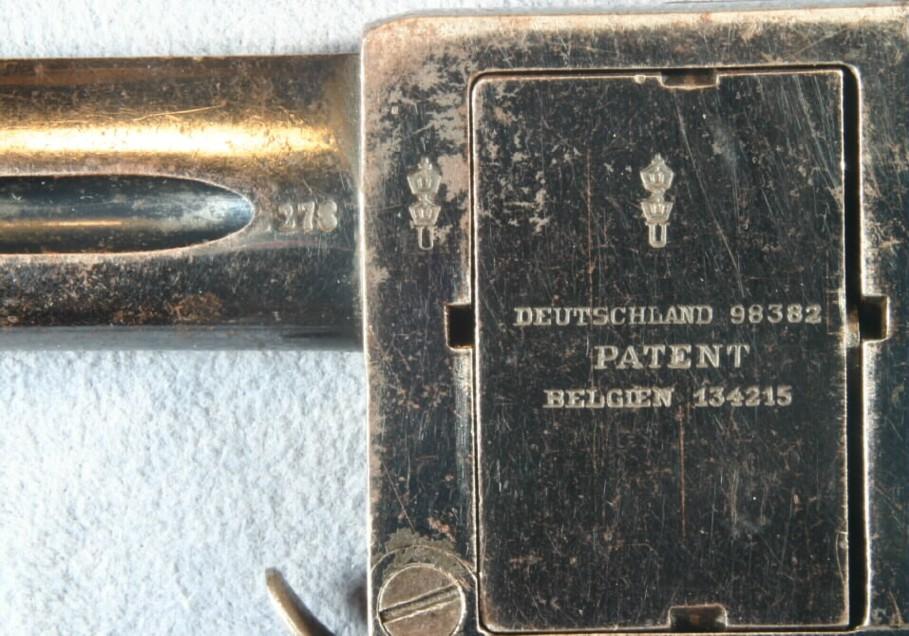 278
U
U
DEUTSCHLAND 98382
PATENT
BELGIEN 134215